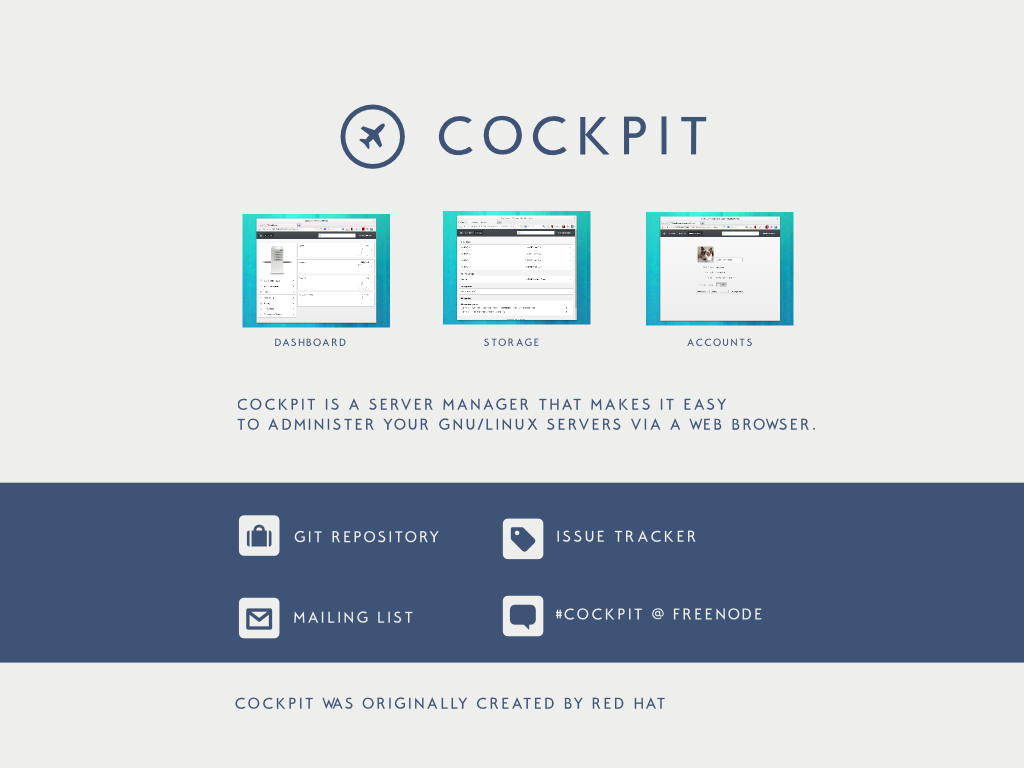 COCKPIT
DASHBOARD
STORAGE
ACCOUNTS
COCKPIT IS A SERVER MANAGER THAT MAKES IT EASY
TO ADMINISTER YOUR GNU/LINUX SERVERS VIA A WEB BROWSER.
GIT REPOSITORY
ISSUE TRACKER
MAILING LIST
#COCKPIT @ FREENODE
COCKPIT WAS ORIGINALLY CREATED BY RED HAT